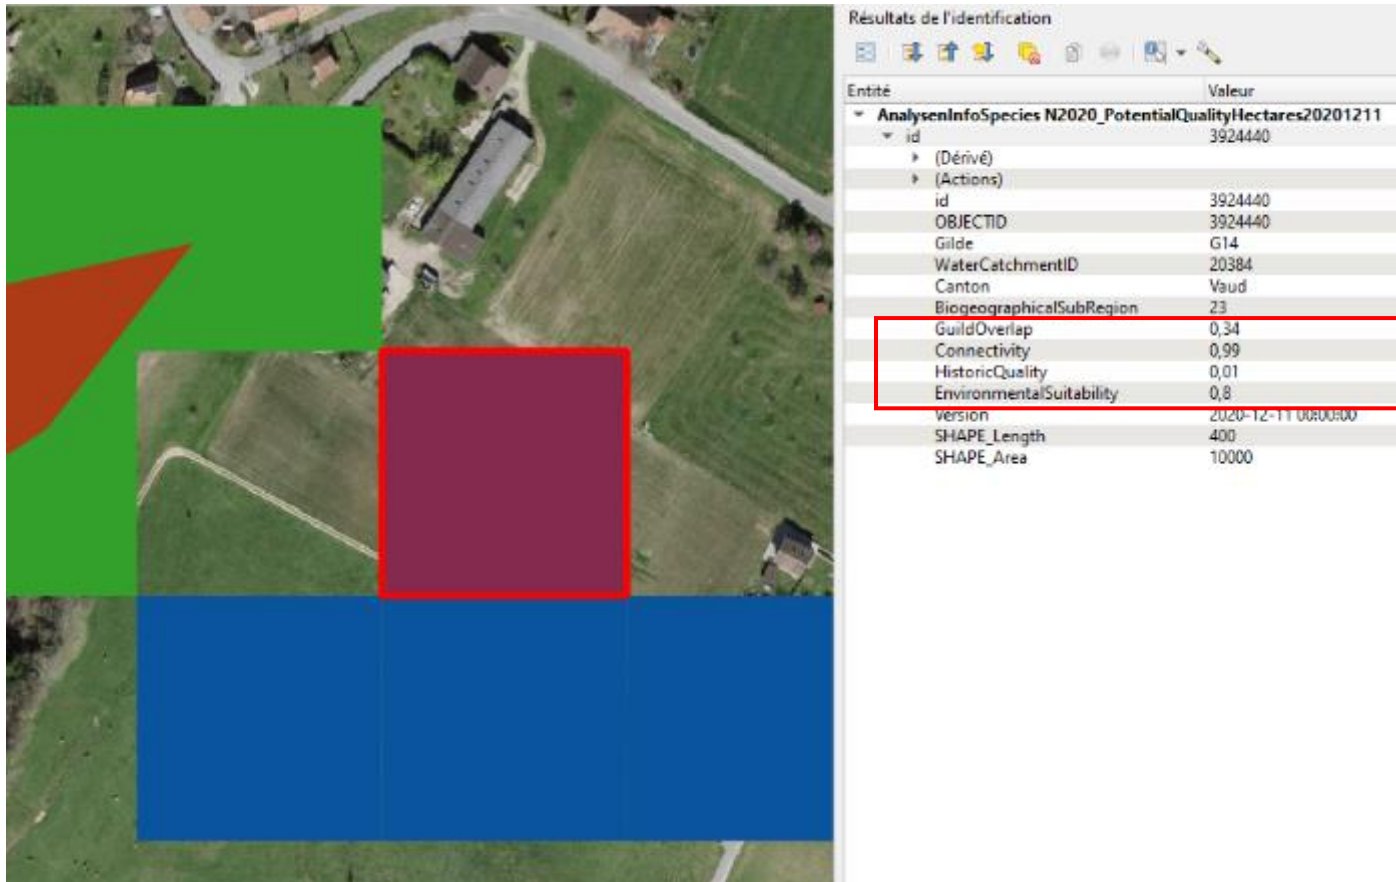 Résultats de l'identification
Entité Valeur
AnalysenInfoSpecies N2020_PotentialQualityHectares20201211
id 3924440
(Dérivé)
(Actions)
id 3924440
OBJECTID 3924440
Gilde G14
WaterCatchmentID 20384
Canton Vaud
BiogeographicalSubRegion 23
GuildOverlap 0,34
Connectivity 0,99
HistoricQuality 0,01
EnvironmentalSuitability 0,8
Version 2020-12-11 00:00:00
SHAPE_Length 400
SHAPE_Area 10000